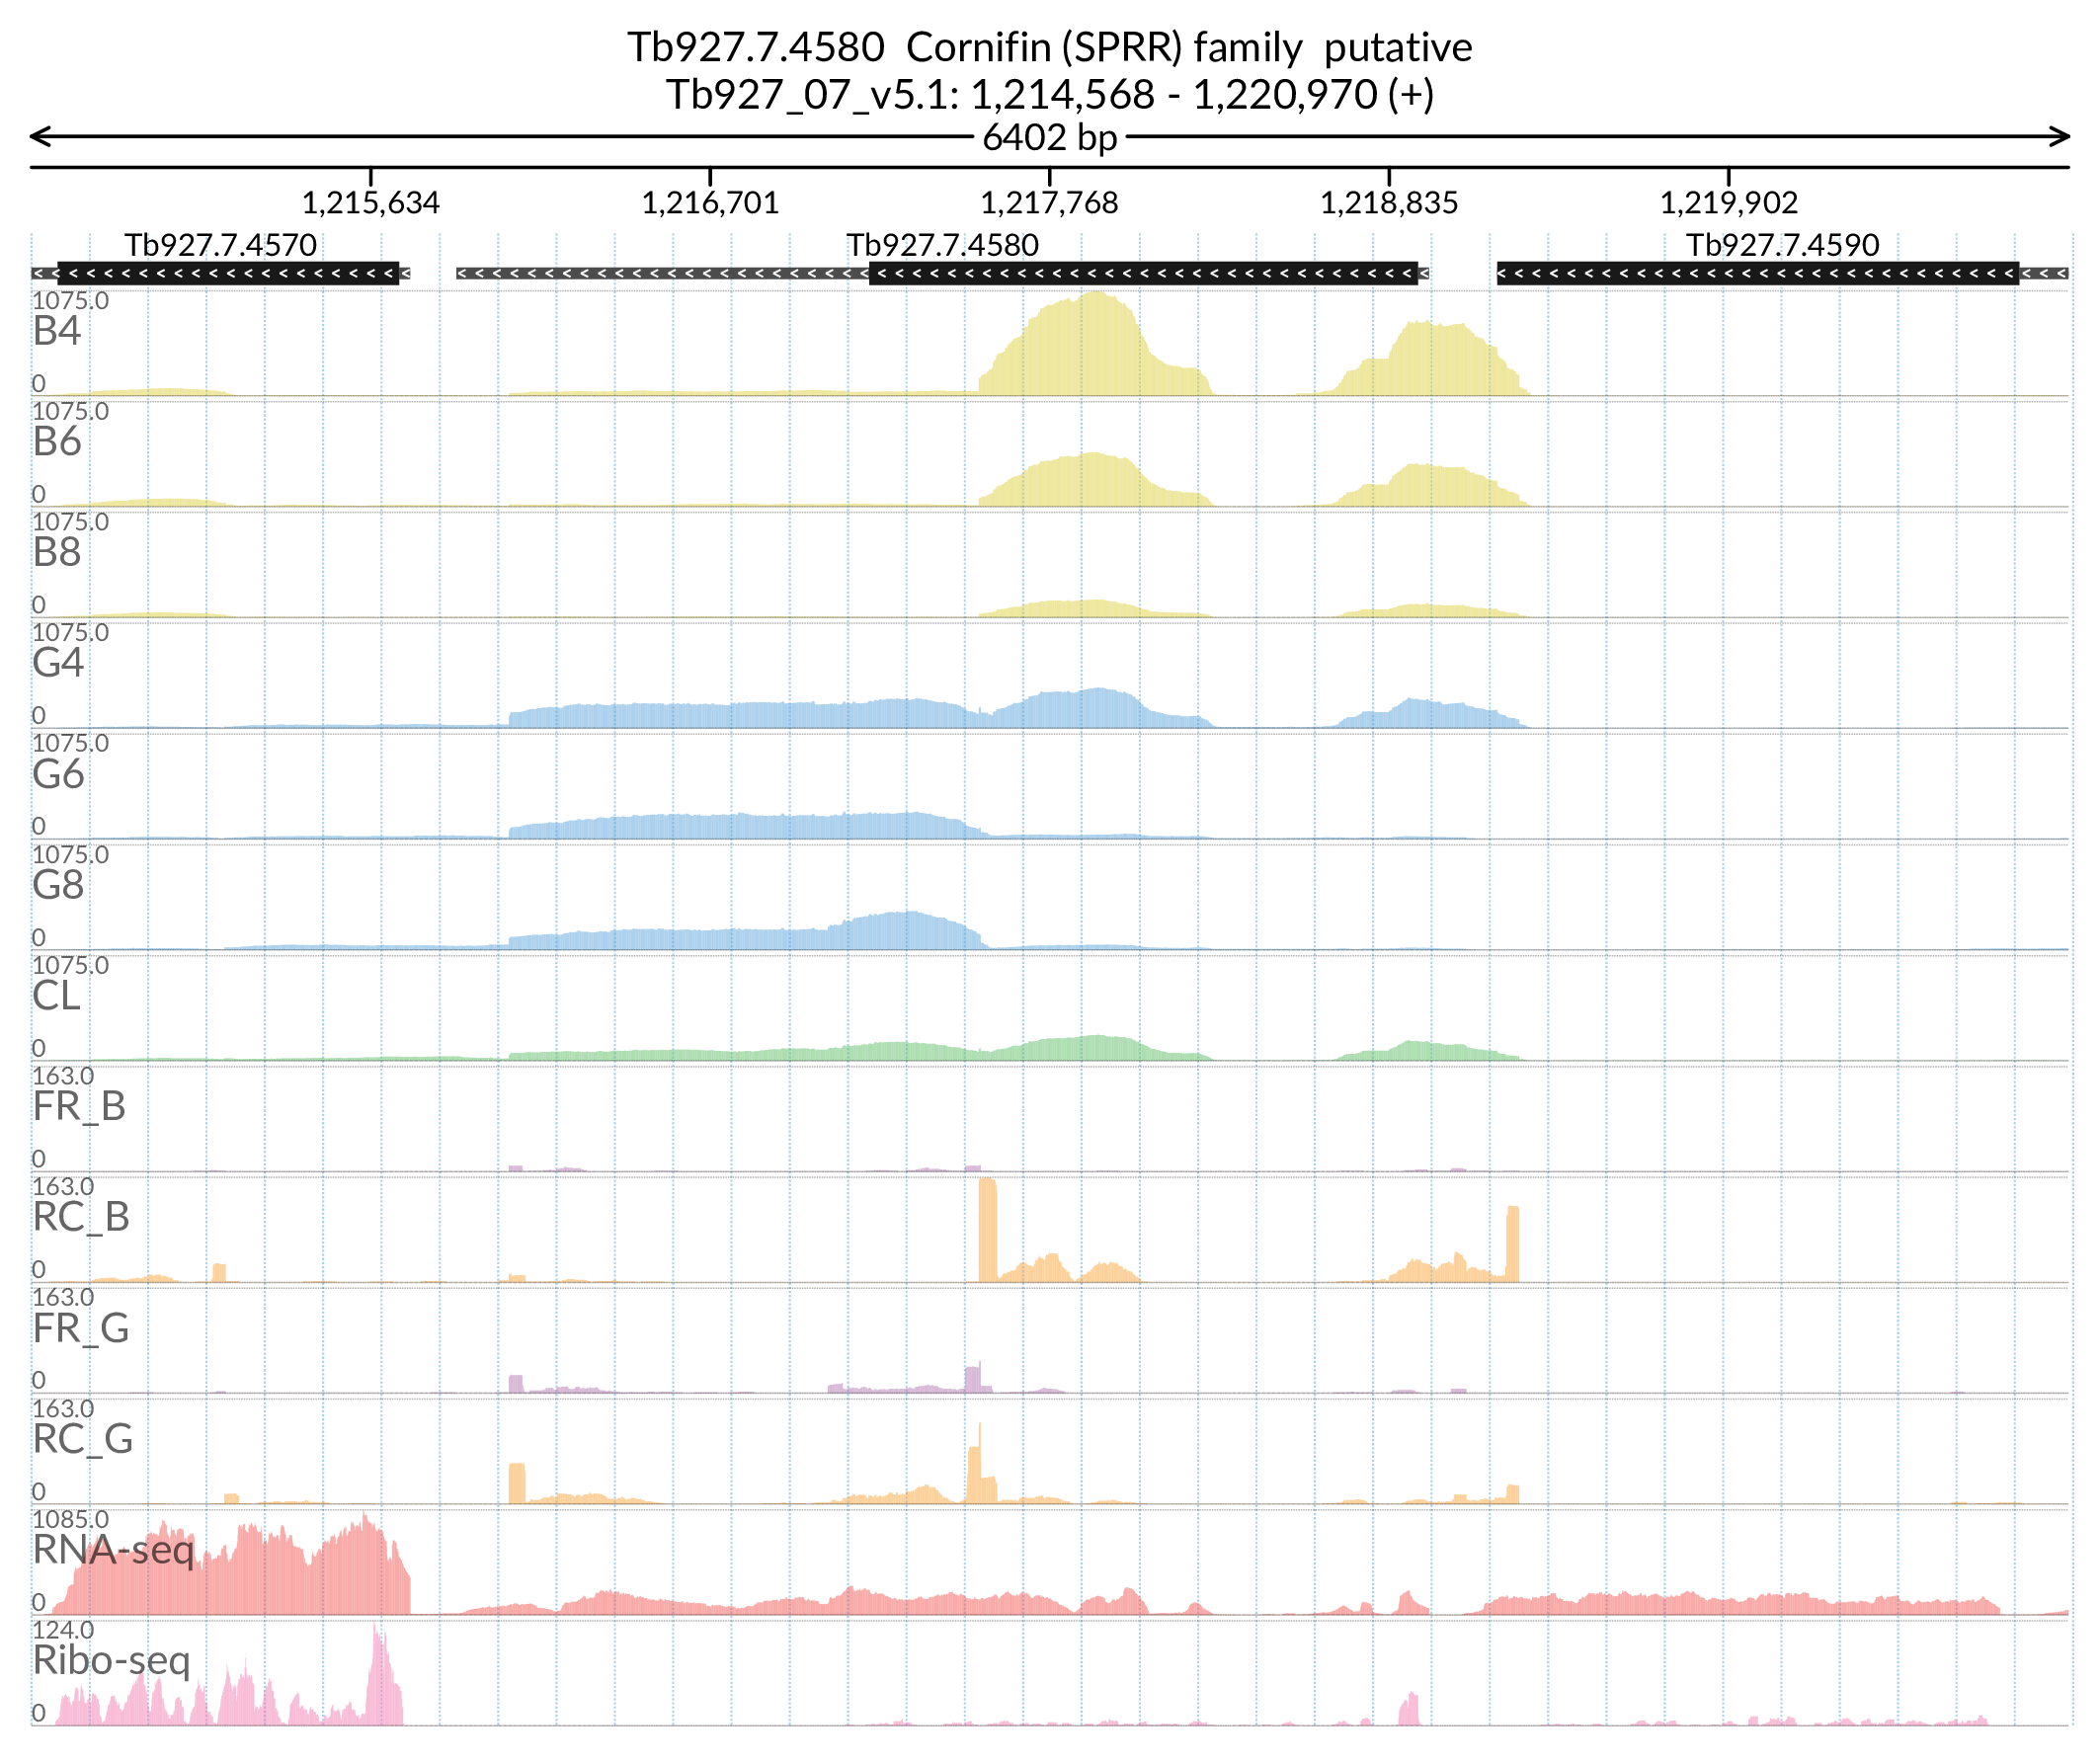 Tb927.7.4580  Cornifin (SPRR) family  putative
Tb927_07_v5.1: 1,214,568 - 1,220,970 (+)
6402 bp
1,215,634 1,216,701 1,217,768 1,218,835 1,219,902
Tb927.7.4570 Tb927.7.4580 Tb927.7.4590
1075.0
B4
0
1075.0
B6
0
1075.0
B8
0
1075.0
G4
0
1075.0
G6
0
1075.0
G8
0
1075.0
CL
0
163.0
FR_B
0
163.0
RC_B
0
163.0
FR_G
0
163.0
RC_G
0
1085.0
RNA-seq
0
124.0
Ribo-seq
0